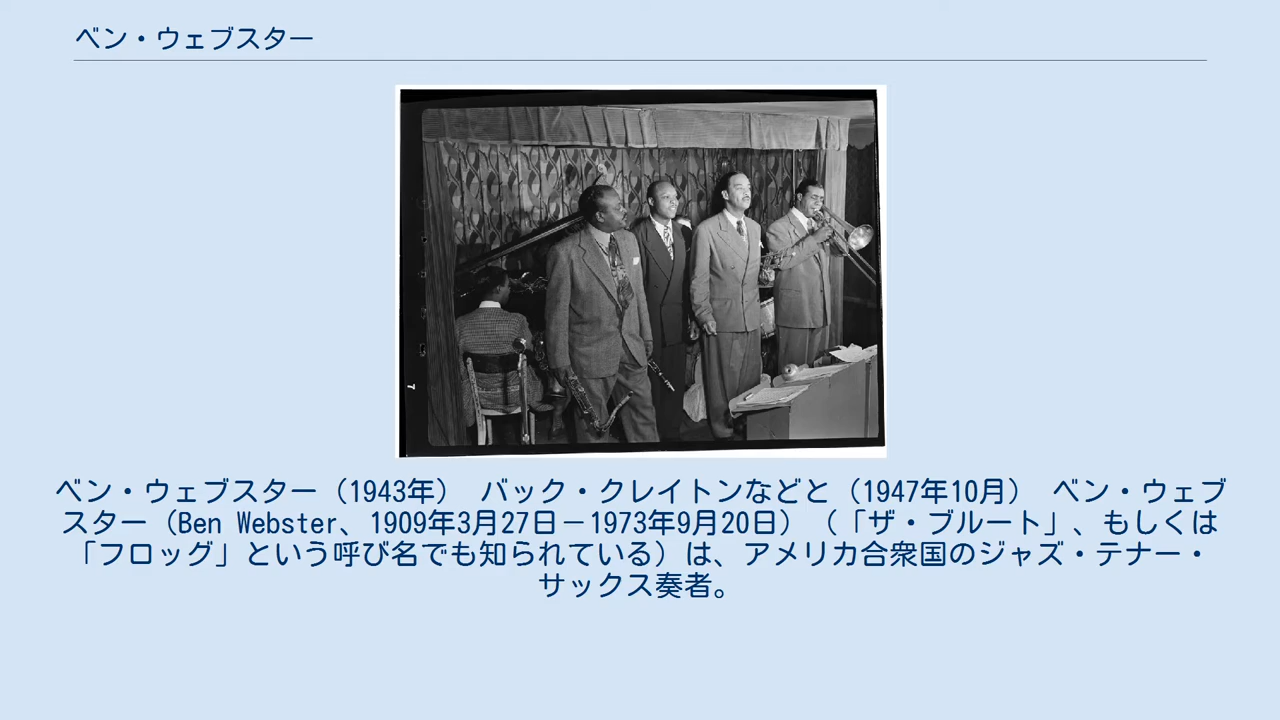 ベン・ウェブスター
ベン・ウェブスター（1943年） バック・クレイトンなどと（1947年10月） ベン・ウェブ
スター（Ben Webster、1909年3月27日－1973年9月20日）（「ザ・ブルート」、もしくは
「フロッグ」という呼び名でも知られている）は、アメリカ合衆国のジャズ・テナー・
サックス奏者。